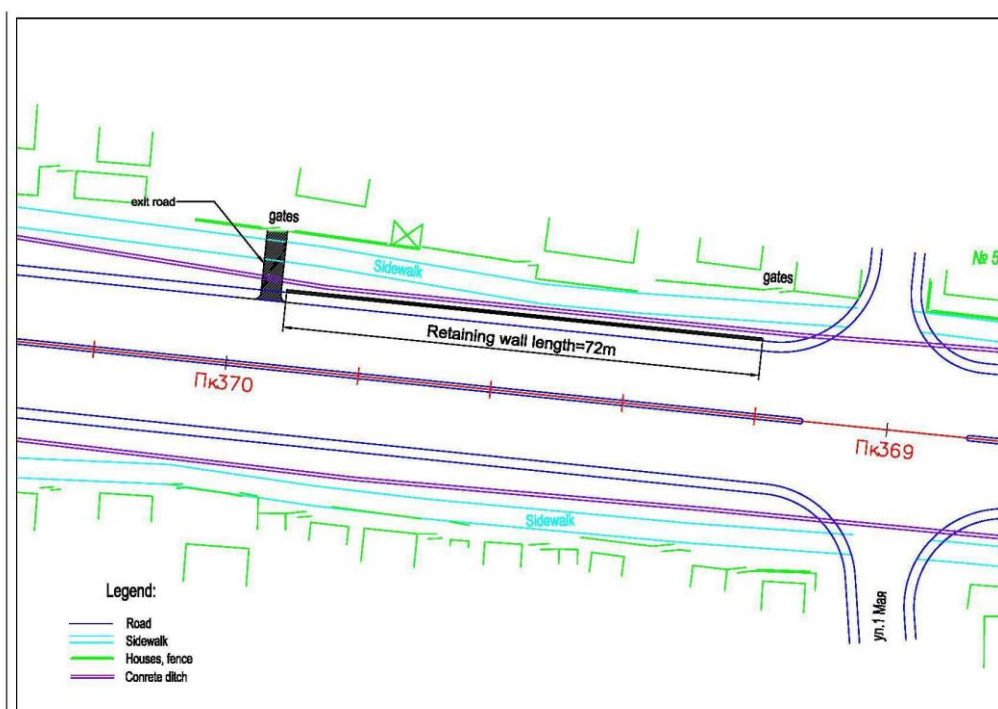 exit road
gates
Sidewalk
gates
№ 5
Retaining wall length=72m
Пк370
Пк369
Sidewalk
ул.1 Мая
Legend:
Road
Sidewalk
Houses, fence
Conrete ditch